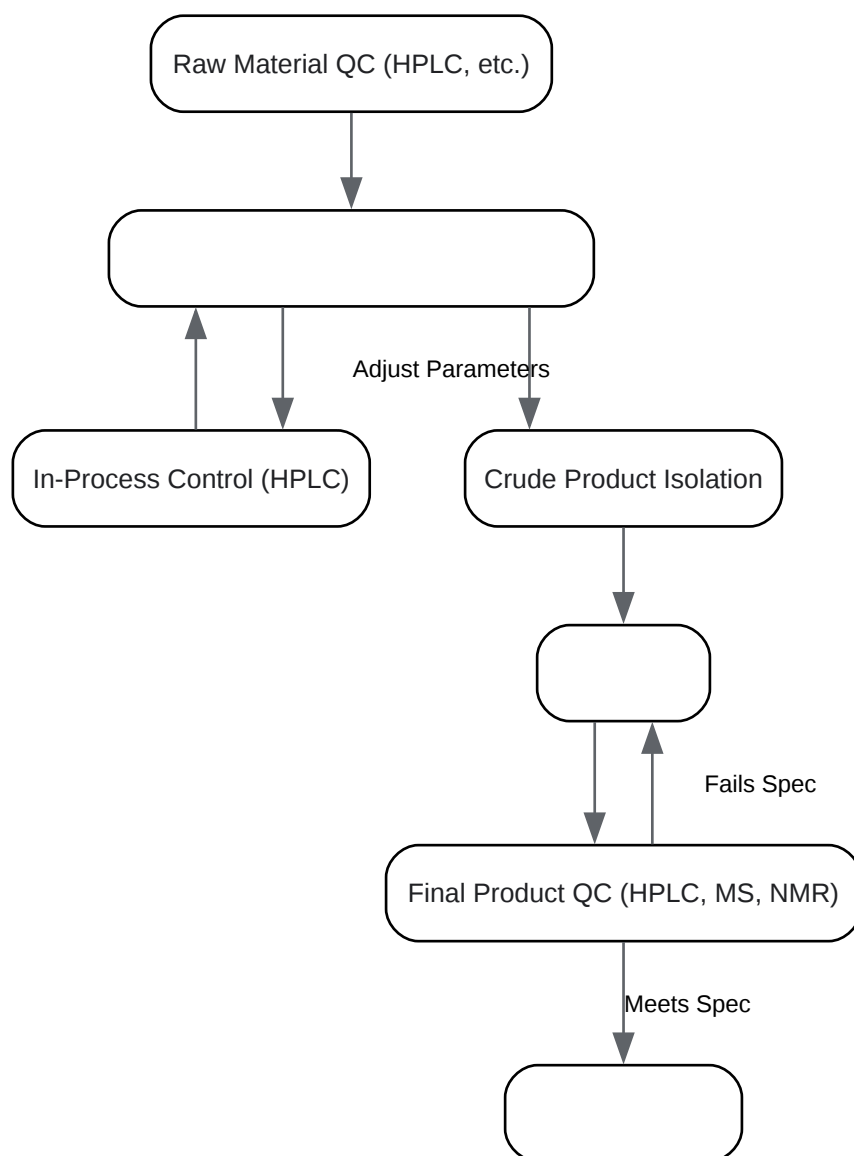 Raw Material QC (HPLC, etc.)
Adjust Parameters
In-Process Control (HPLC)
Crude Product Isolation
Fails Spec
Final Product QC (HPLC, MS, NMR)
Meets Spec